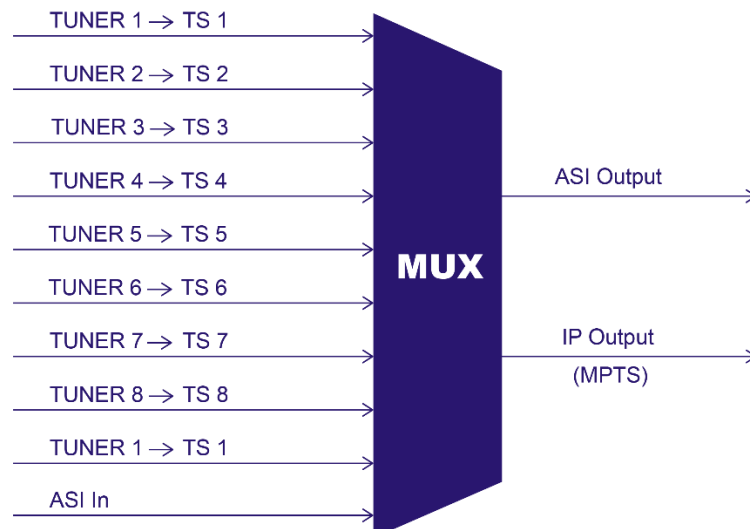 TUNER 1 → TS 1
TUNER 2 → TS 2
TUNER 3 → TS 3
TUNER 4 → TS 4
TUNER 5 → TS 5
TUNER 6 → TS 6
TUNER 7 → TS 7
TUNER 8 → TS 8
TUNER 1 → TS 1
ASI In
MUX
ASI Output
IP Output
(MPTS)